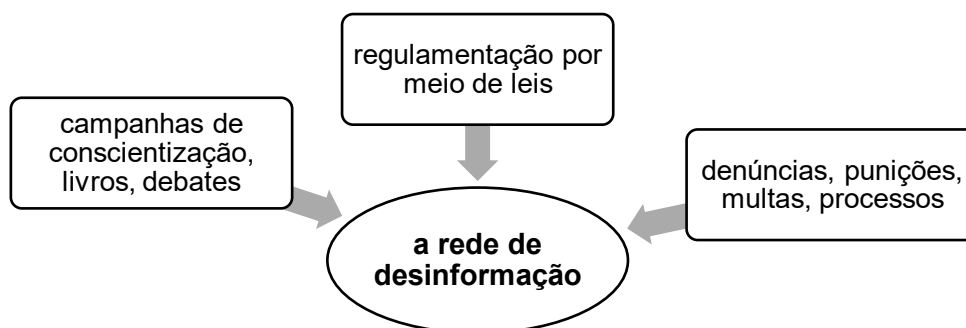 regulamentação por
meio de leis
campanhas de
conscientização,
livros, debates
denúncias, punições,
multas, processos
a rede de
desinformação